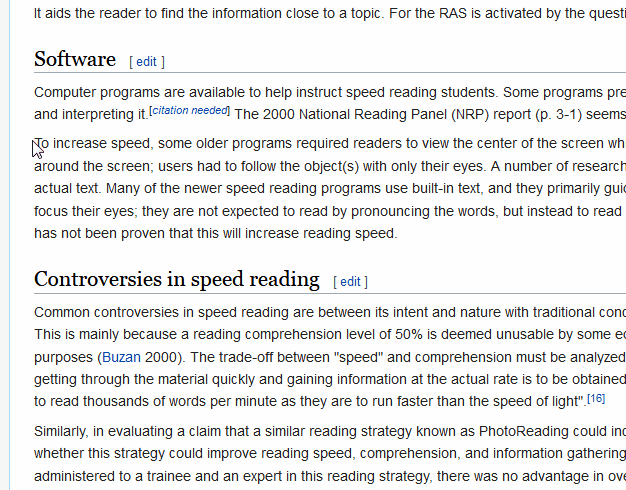 It aids the reader to find the information close to a topic. For the RAS is activated by the questi
Software [ edit ]
Computer programs are available to help instruct speed reading students. Some programs pre
and interpreting it.[citation needed] The 2000 National Reading Panel (NRP) report (p. 3-1) seems
To increase speed, some older programs required readers to view the center of the screen wh
around the screen; users had to follow the object(s) with only their eyes. A number of research
actual text. Many of the newer speed reading programs use built-in text, and they primarily gui
focus their eyes; they are not expected to read by pronouncing the words, but instead to read
has not been proven that this will increase reading speed.
Controversies in speed reading [ edit ]
Common controversies in speed reading are between its intent and nature with traditional conc
This is mainly because a reading comprehension level of 50% is deemed unusable by some e
purposes (Buzan 2000). The trade-off between "speed" and comprehension must be analyzed
getting through the material quickly and gaining information at the actual rate is to be obtained
to read thousands of words per minute as they are to run faster than the speed of light".[16]
Similarly, in evaluating a claim that a similar reading strategy known as PhotoReading could inc
whether this strategy could improve reading speed, comprehension, and information gathering
administered to a trainee and an expert in this reading strategy, there was no advantage in ove